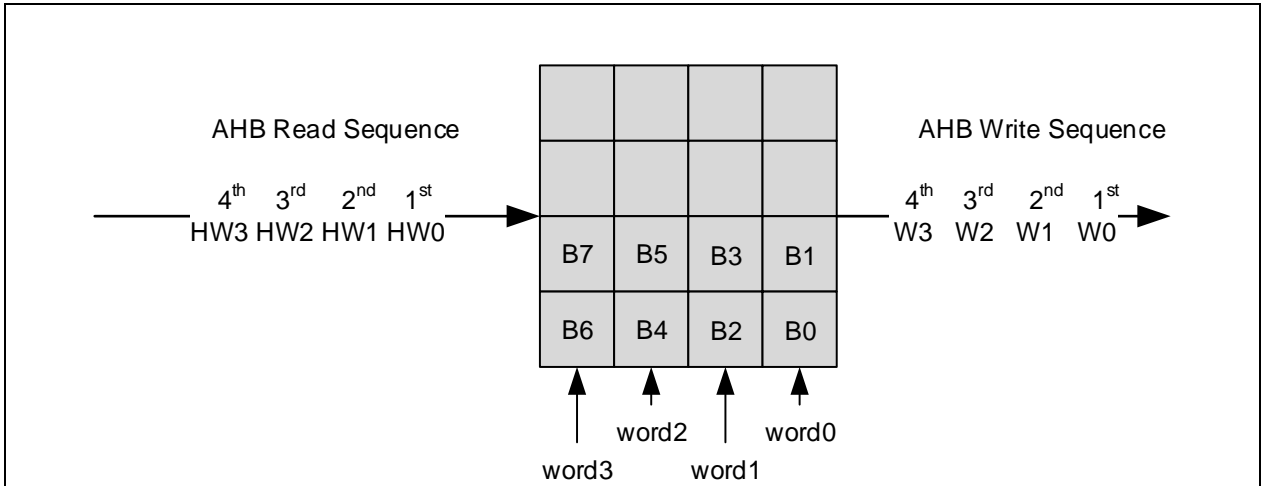 AHB Read Sequence
AHB Write Sequence
4th 3rd 2nd 1st
HW3 HW2 HW1 HW0
4th 3rd 2nd 1st
W3 W2 W1 W0
B7 B5 B3 B1
B6 B4 B2 B0
word2 word0
word3 word1